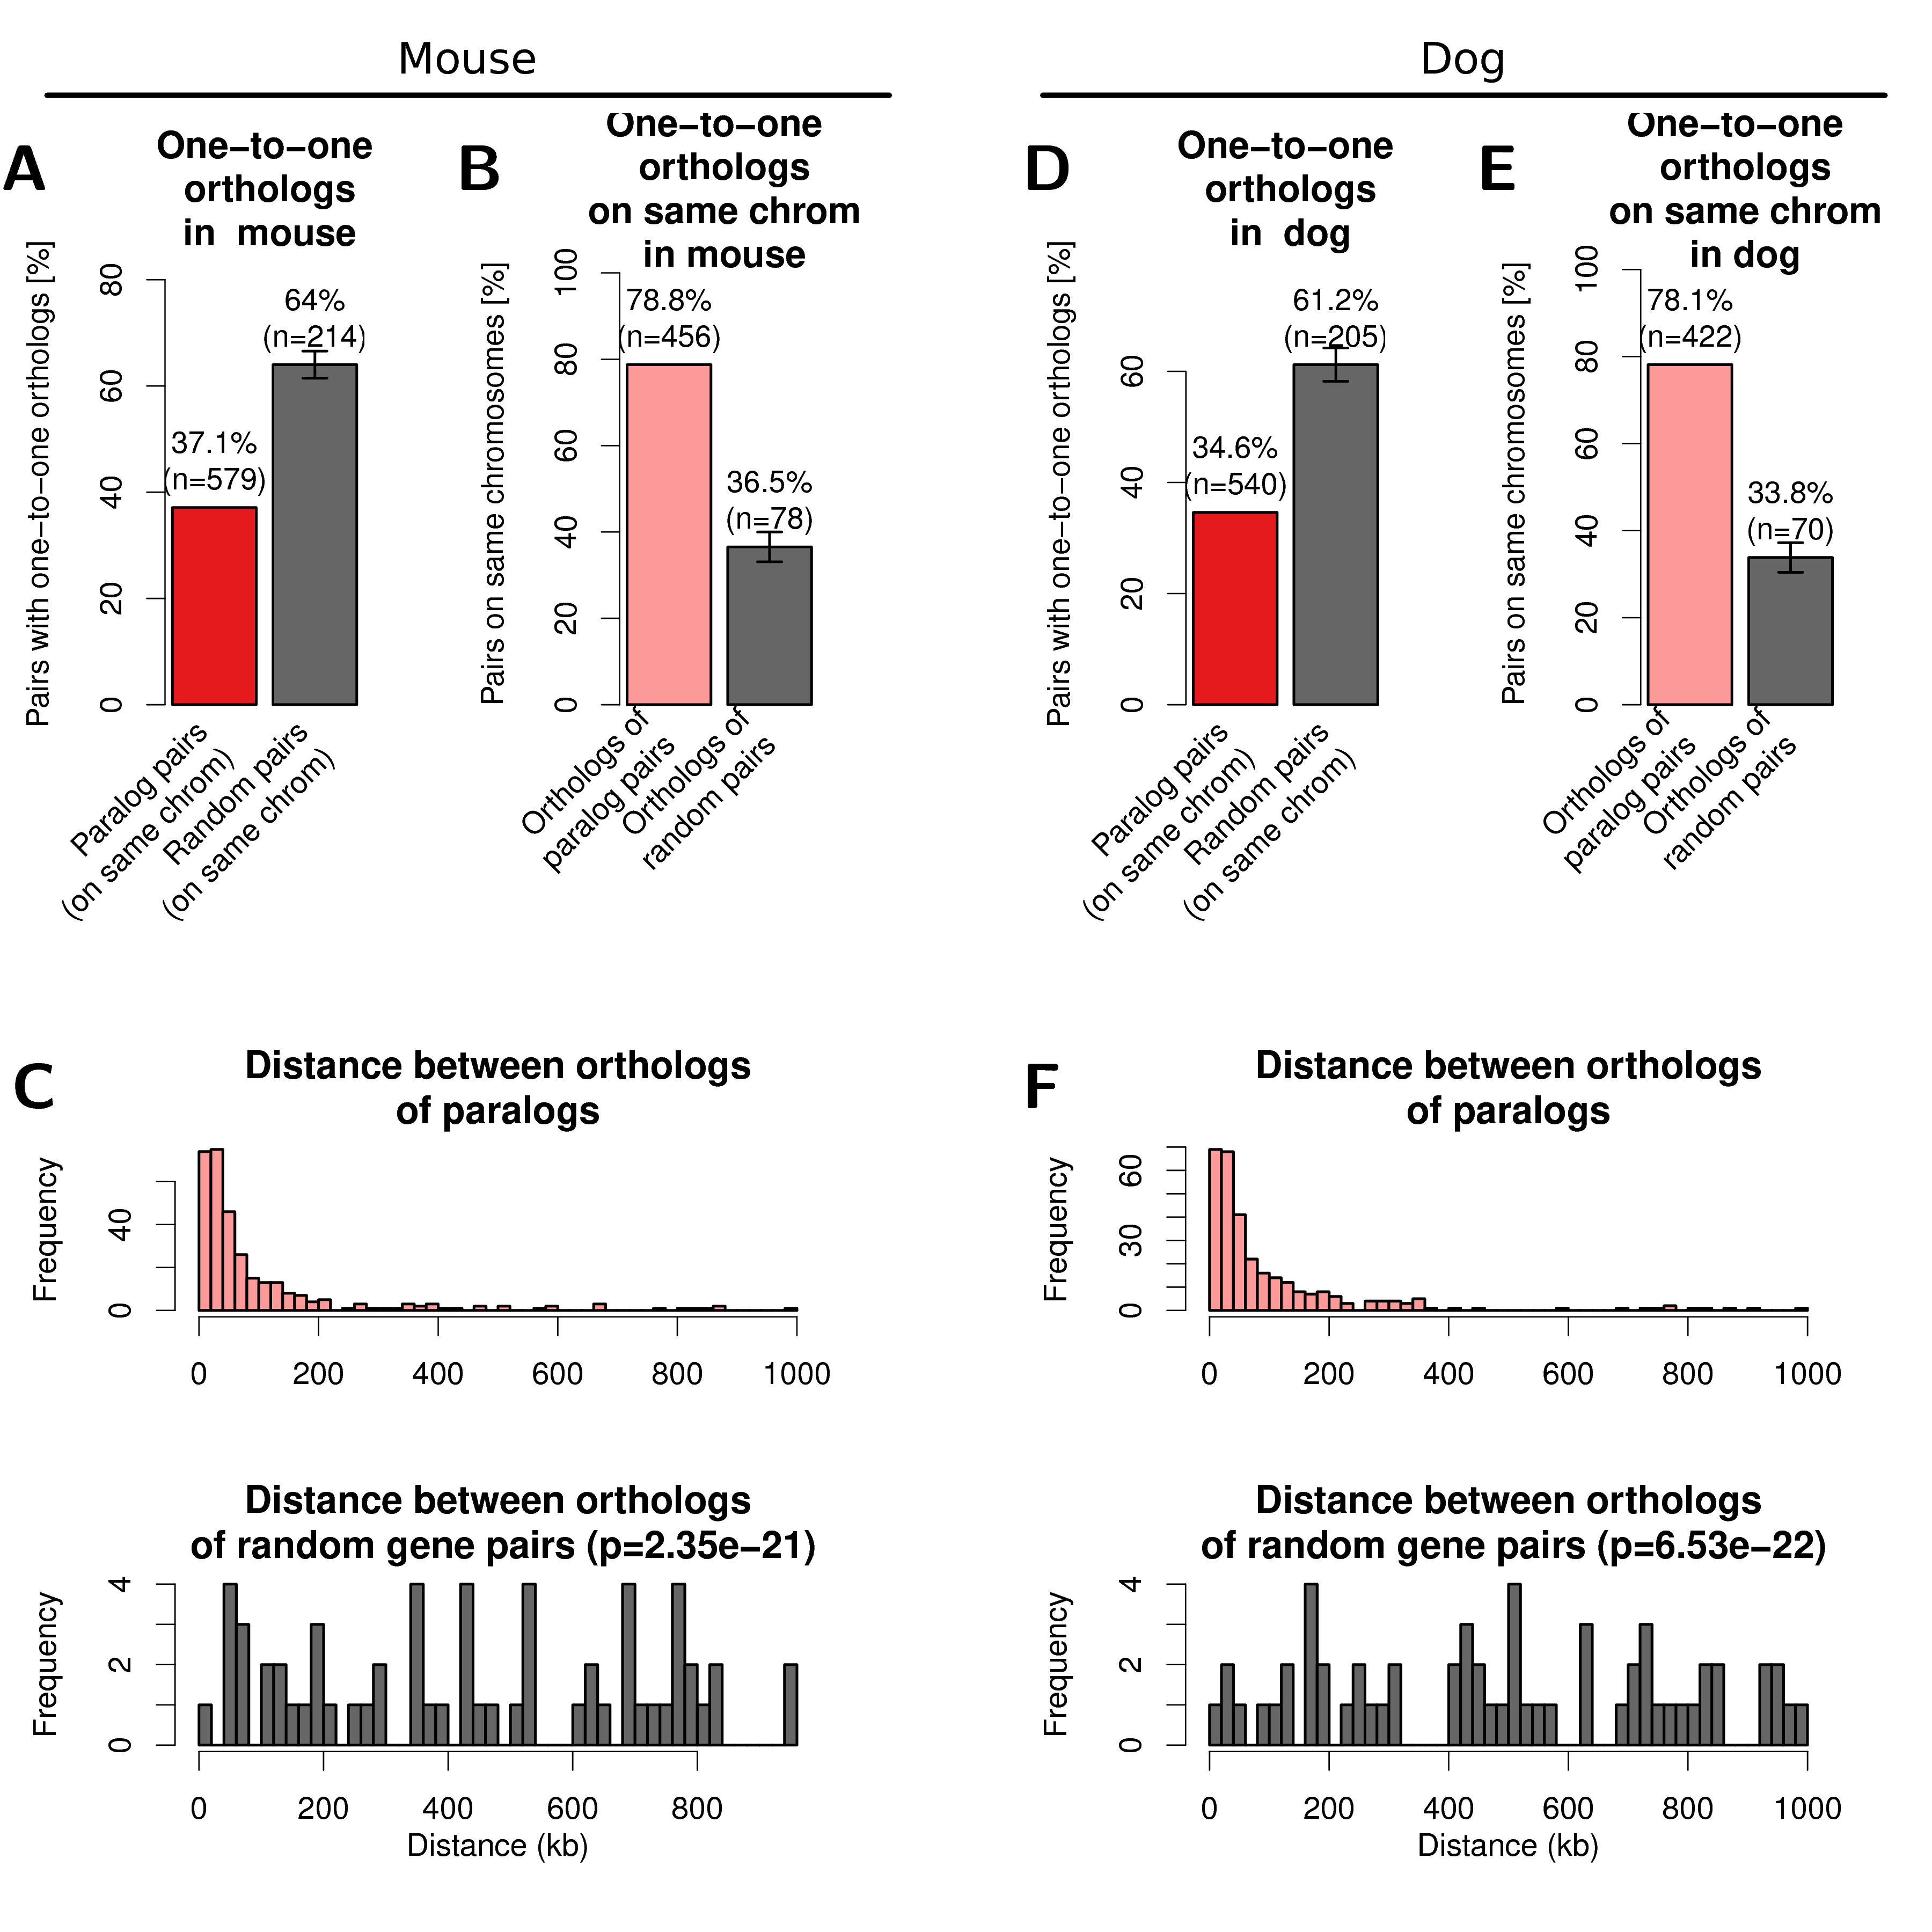 Mouse
Dog
A
One−to−one
orthologs
in mouse
Pairs with one−to−one orthologs [%]
0
20
40
60
80
37.1%
(n=579)
64%
(n=214)
Paralog pairs
(on same chrom)
Random pairs
(on same chrom)
B
One−to−one
orthologs
on same chrom
in mouse
Pairs on same chromosomes [%]
0
20
40
60
80
100
78.8%
(n=456)
36.5%
(n=78)
Orthologs of
paralog pairs
Orthologs of
random pairs
D
One−to−one
orthologs
in dog
Pairs with one−to−one orthologs [%]
0
20
40
60
34.6%
(n=540)
61.2%
(n=205)
Paralog pairs
(on same chrom)
Random pairs
(on same chrom)
E
One−to−one
orthologs
on same chrom
in dog
Pairs on same chromosomes [%]
0
20
40
60
80
100
78.1%
(n=422)
33.8%
(n=70)
Orthologs of
paralog pairs
Orthologs of
random pairs
C
Distance between orthologs
of paralogs
Frequency
0
40
0 200 400 600 800 1000
Distance between orthologs
of random gene pairs (p=2.35e−21)
Frequency
0
2
4
0 200 400 600 800
Distance (kb)
F
Distance between orthologs
of paralogs
Frequency
0
30
60
0 200 400 600 800 1000
Distance between orthologs
of random gene pairs (p=6.53e−22)
Frequency
0
2
4
0 200 400 600 800 1000
Distance (kb)